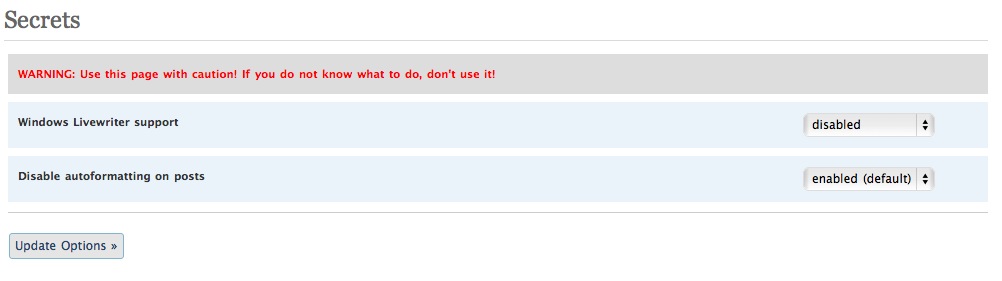 Secrets
WARNING: Use this page with caution! If you do not know what to do, don't use it!
Windows Livewriter support
disabled
Disable autoformatting on posts
enabled (default)
Update Options »